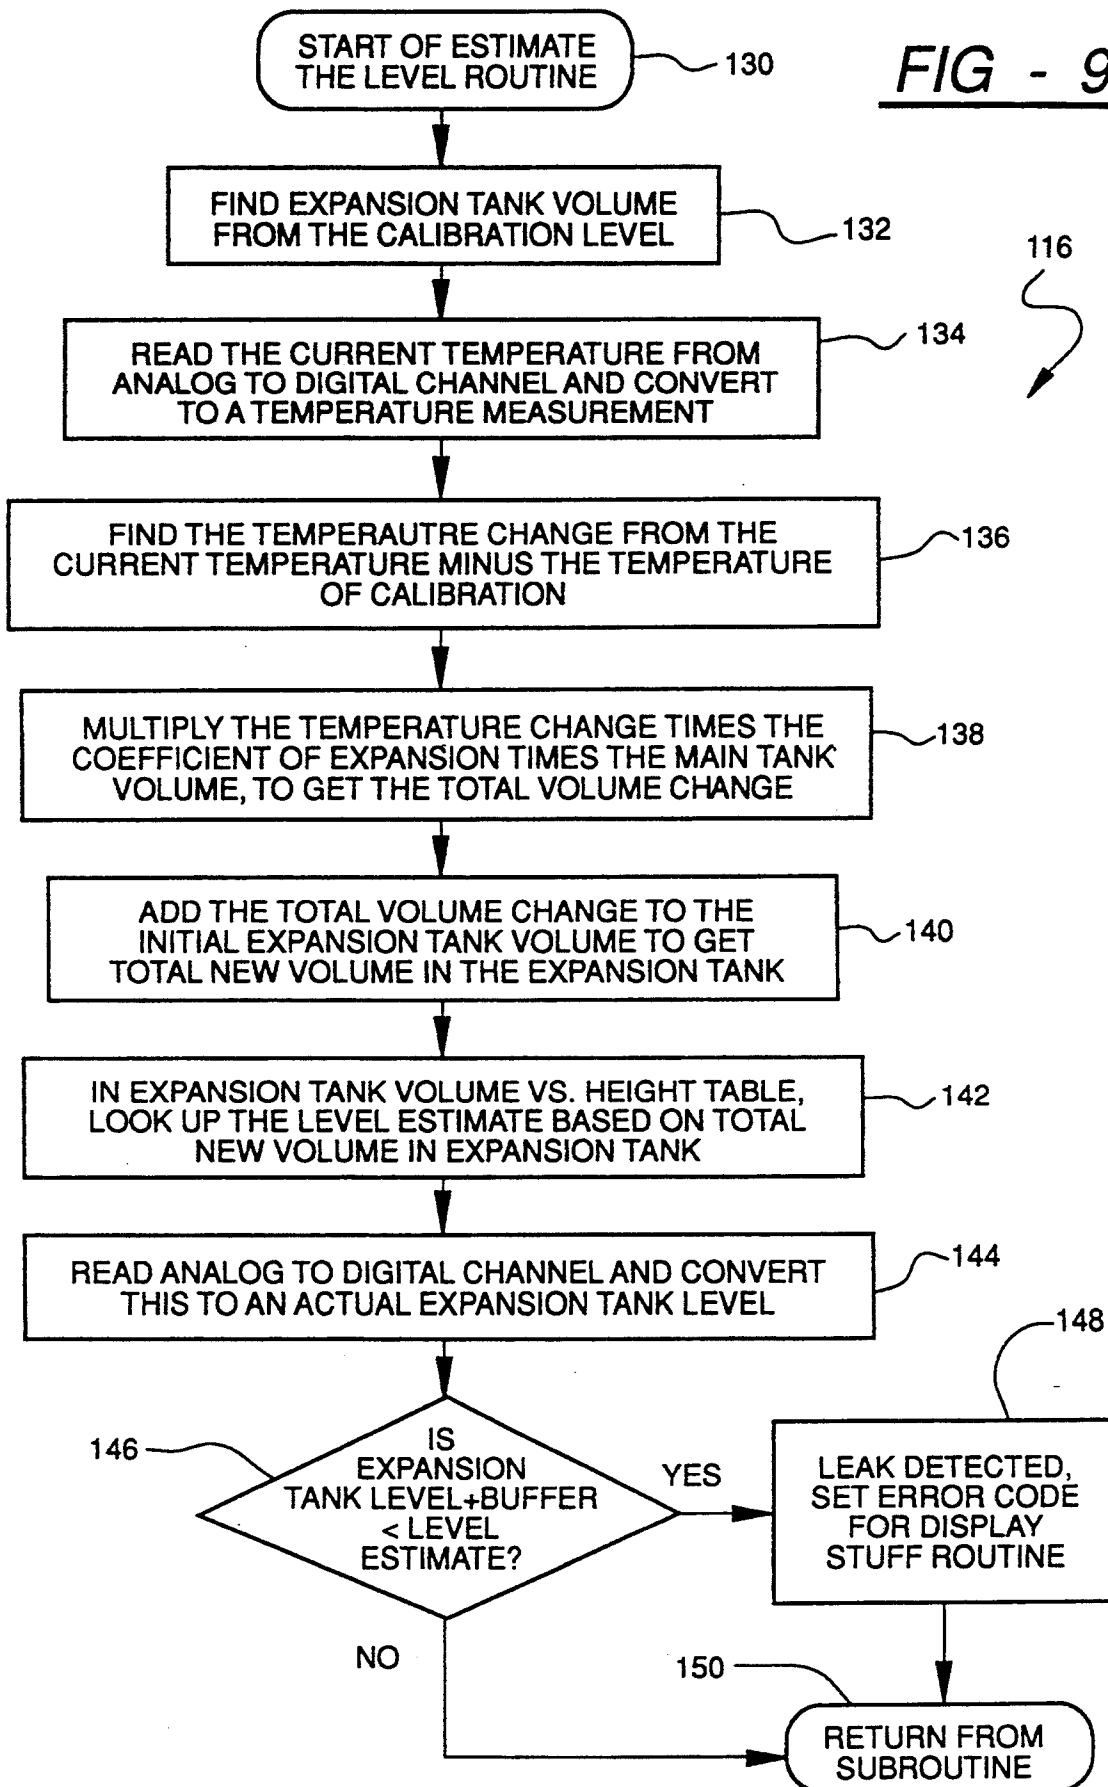 START OF ESTIMATE
THE LEVEL ROUTINE
130
FIG - 9
FIND EXPANSION TANK VOLUME
FROM THE CALIBRATION LEVEL
132
116
READ THE CURRENT TEMPERATURE FROM
ANALOG TO DIGITAL CHANNEL AND CONVERT
TO A TEMPERATURE MEASUREMENT
134
FIND THE TEMPERAUTRE CHANGE FROM THE
CURRENT TEMPERATURE MINUS THE TEMPERATURE
OF CALIBRATION
136
MULTIPLY THE TEMPERATURE CHANGE TIMES THE
COEFFICIENT OF EXPANSION TIMES THE MAIN TANK
VOLUME, TO GET THE TOTAL VOLUME CHANGE
138
ADD THE TOTAL VOLUME CHANGE TO THE
INITIAL EXPANSION TANK VOLUME TO GET
TOTAL NEW VOLUME IN THE EXPANSION TANK
140
IN EXPANSION TANK VOLUME VS. HEIGHT TABLE,
LOOK UP THE LEVEL ESTIMATE BASED ON TOTAL
NEW VOLUME IN EXPANSION TANK
142
READ ANALOG TO DIGITAL CHANNEL AND CONVERT
THIS TO AN ACTUAL EXPANSION TANK LEVEL
144
146
IS
EXPANSION
TANK LEVEL+BUFFER
< LEVEL
ESTIMATE?
YES
NO
148
LEAK DETECTED,
SET ERROR CODE
FOR DISPLAY
STUFF ROUTINE
150
RETURN FROM
SUBROUTINE